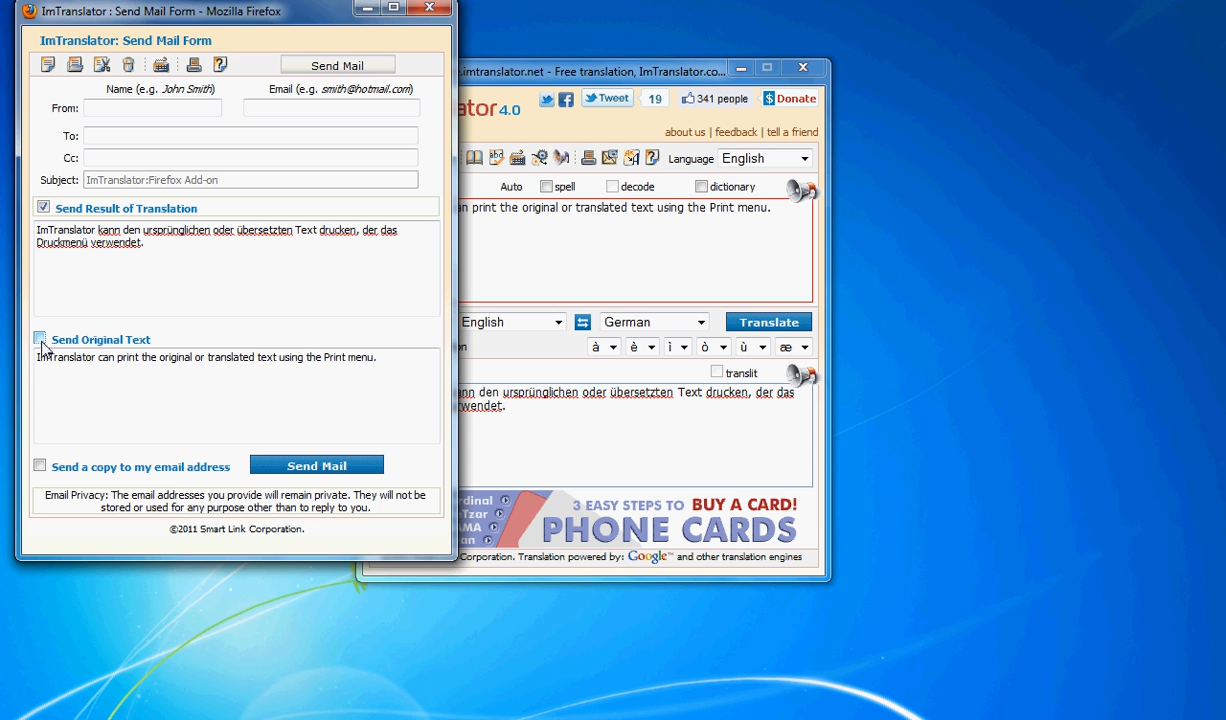 ImTranslator : Send Mail Form - Mozilla Firefox
ImTranslator: Send Mail Form
Send Mail
Name (e.g. John Smith) Email (e.g. smith@hotmail.com)
From:
To:
Cc:
Subject: ImTranslator:Firefox Add-on
Send Result of Translation
ImTranslator kann den ursprünglichen oder übersetzten Text drucken, der das
Druckmenü verwendet.
Send Original Text
ImTranslator can print the original or translated text using the Print menu.
Send a copy to my email address Send Mail
Email Privacy: The email addresses you provide will remain private. They will not be
stored or used for any purpose other than to reply to you.
©2011 Smart Link Corporation.
.imtranslator.net - Free translation, ImTranslator.co...
ator 4.0 Tweet 19 341 people $ Donate
about us | feedback | tell a friend
Language English
Auto spell decode dictionary
an print the original or translated text using the Print menu.
English German Translate
à è ì ò ù æ
translit
ann den ursprünglichen oder übersetzten Text drucken, der das
wendet.
3 EASY STEPS TO BUY A CARD!
PHONE CARDS
Corporation. Translation powered by: Google™ and other translation engines